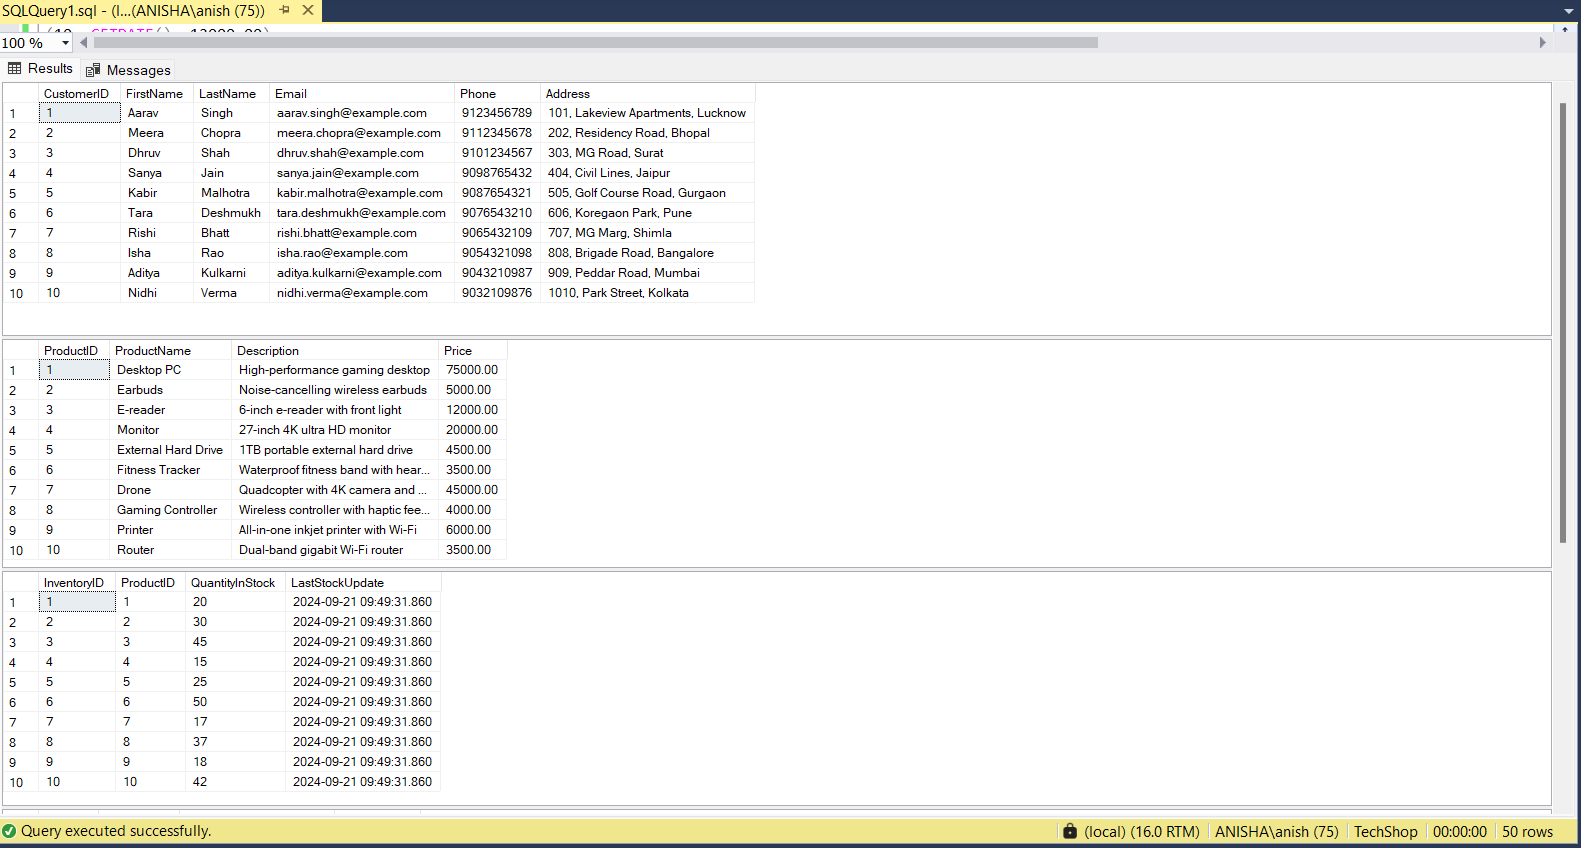 SQLQuery1.sql - (l...(ANISHA\anish (75))
100 %
Results Messages
CustomerID FirstName LastName Email Phone Address
1 1 Aarav Singh aarav.singh@example.com 9123456789 101, Lakeview Apartments, Lucknow
2 2 Meera Chopra meera.chopra@example.com 9112345678 202, Residency Road, Bhopal
3 3 Dhruv Shah dhruv.shah@example.com 9101234567 303, MG Road, Surat
4 4 Sanya Jain sanya.jain@example.com 9098765432 404, Civil Lines, Jaipur
5 5 Kabir Malhotra kabir.malhotra@example.com 9087654321 505, Golf Course Road, Gurgaon
6 6 Tara Deshmukh tara.deshmukh@example.com 9076543210 606, Koregaon Park, Pune
7 7 Rishi Bhatt rishi.bhatt@example.com 9065432109 707, MG Marg, Shimla
8 8 Isha Rao isha.rao@example.com 9054321098 808, Brigade Road, Bangalore
9 9 Aditya Kulkarni aditya.kulkarni@example.com 9043210987 909, Peddar Road, Mumbai
10 10 Nidhi Verma nidhi.verma@example.com 9032109876 1010, Park Street, Kolkata
ProductID ProductName Description Price
1 1 Desktop PC High-performance gaming desktop 75000.00
2 2 Earbuds Noise-cancelling wireless earbuds 5000.00
3 3 E-reader 6-inch e-reader with front light 12000.00
4 4 Monitor 27-inch 4K ultra HD monitor 20000.00
5 5 External Hard Drive 1TB portable external hard drive 4500.00
6 6 Fitness Tracker Waterproof fitness band with hear... 3500.00
7 7 Drone Quadcopter with 4K camera and ... 45000.00
8 8 Gaming Controller Wireless controller with haptic fee... 4000.00
9 9 Printer All-in-one inkjet printer with Wi-Fi 6000.00
10 10 Router Dual-band gigabit Wi-Fi router 3500.00
InventoryID ProductID QuantityInStock LastStockUpdate
1 1 1 20 2024-09-21 09:49:31.860
2 2 2 30 2024-09-21 09:49:31.860
3 3 3 45 2024-09-21 09:49:31.860
4 4 4 15 2024-09-21 09:49:31.860
5 5 5 25 2024-09-21 09:49:31.860
6 6 6 50 2024-09-21 09:49:31.860
7 7 7 17 2024-09-21 09:49:31.860
8 8 8 37 2024-09-21 09:49:31.860
9 9 9 18 2024-09-21 09:49:31.860
10 10 10 42 2024-09-21 09:49:31.860
Query executed successfully. (local) (16.0 RTM) ANISHA\anish (75) TechShop 00:00:00 50 rows